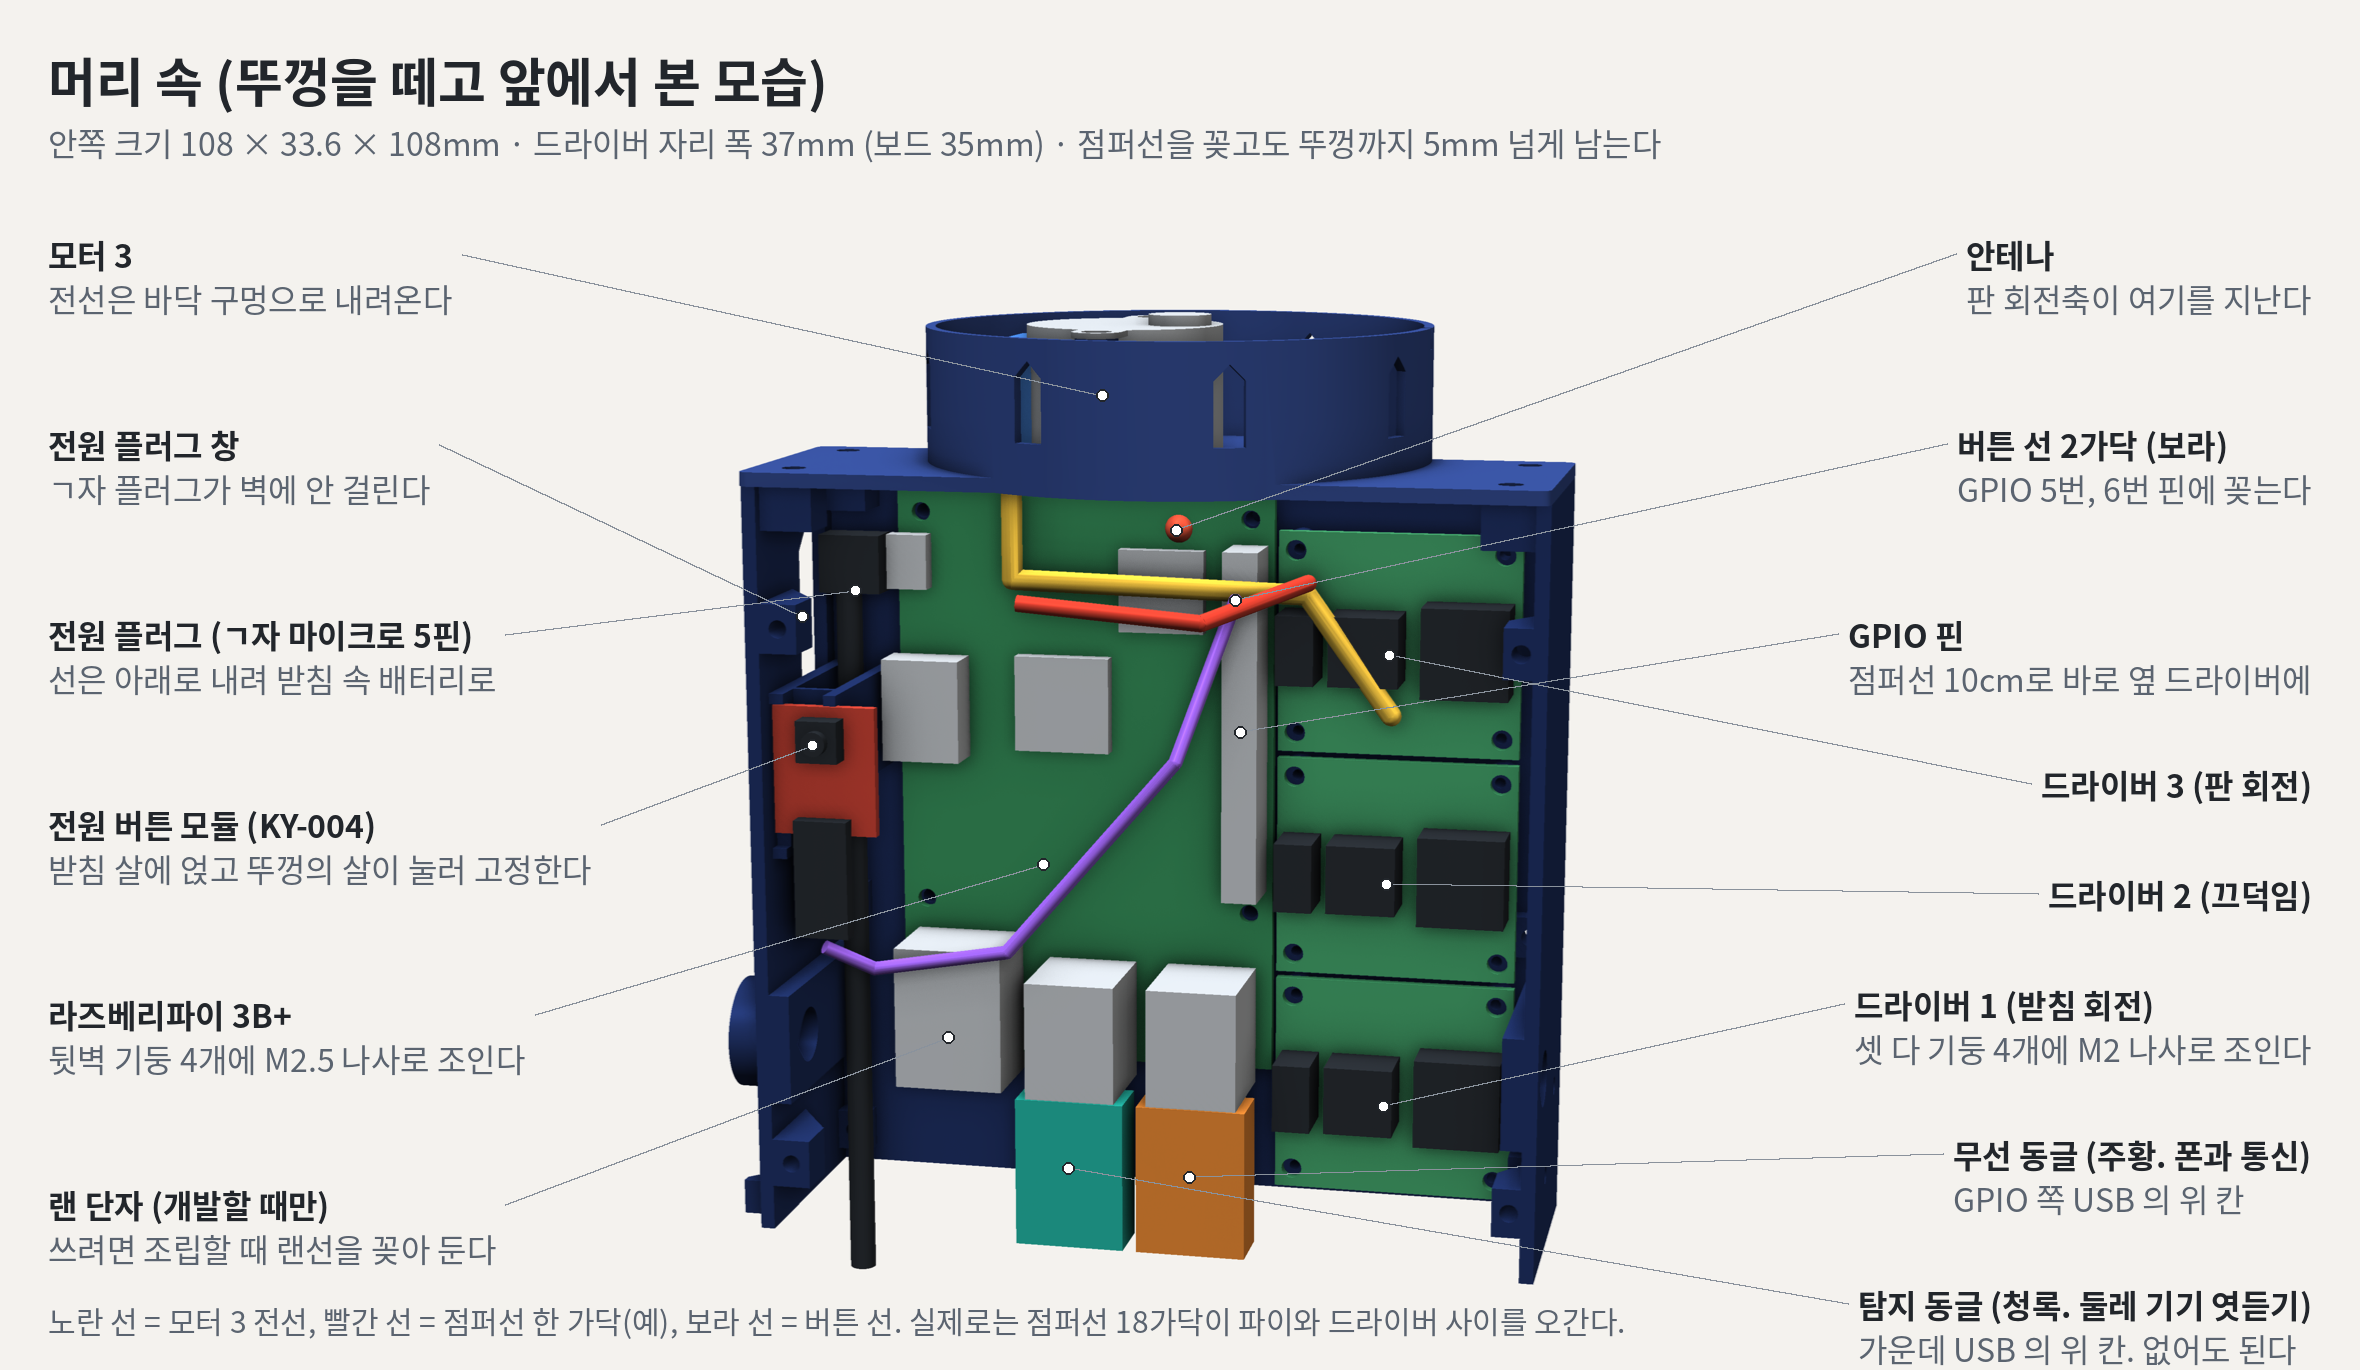 머리 속 (뚜껑을 떼고 앞에서 본 모습)
안쪽 크기 108 × 33.6 × 108mm · 드라이버 자리 폭 37mm (보드 35mm) · 점퍼선을 꽂고도 뚜껑까지 5mm 넘게 남는다
모터 3
전선은 바닥 구멍으로 내려온다
전원 플러그 창
ㄱ자 플러그가 벽에 안 걸린다
전원 플러그 (ㄱ자 마이크로 5핀)
선은 아래로 내려 받침 속 배터리로
전원 버튼 모듈 (KY-004)
받침 살에 얹고 뚜껑의 살이 눌러 고정한다
라즈베리파이 3B+
뒷벽 기둥 4개에 M2.5 나사로 조인다
랜 단자 (개발할 때만)
쓰려면 조립할 때 랜선을 꽂아 둔다
안테나
판 회전축이 여기를 지난다
버튼 선 2가닥 (보라)
GPIO 5번, 6번 핀에 꽂는다
GPIO 핀
점퍼선 10cm로 바로 옆 드라이버에
드라이버 3 (판 회전)
드라이버 2 (끄덕임)
드라이버 1 (받침 회전)
셋 다 기둥 4개에 M2 나사로 조인다
무선 동글 (주황. 폰과 통신)
GPIO 쪽 USB 의 위 칸
탐지 동글 (청록. 둘레 기기 엿듣기)
가운데 USB 의 위 칸. 없어도 된다
노란 선 = 모터 3 전선, 빨간 선 = 점퍼선 한 가닥(예), 보라 선 = 버튼 선. 실제로는 점퍼선 18가닥이 파이와 드라이버 사이를 오간다.